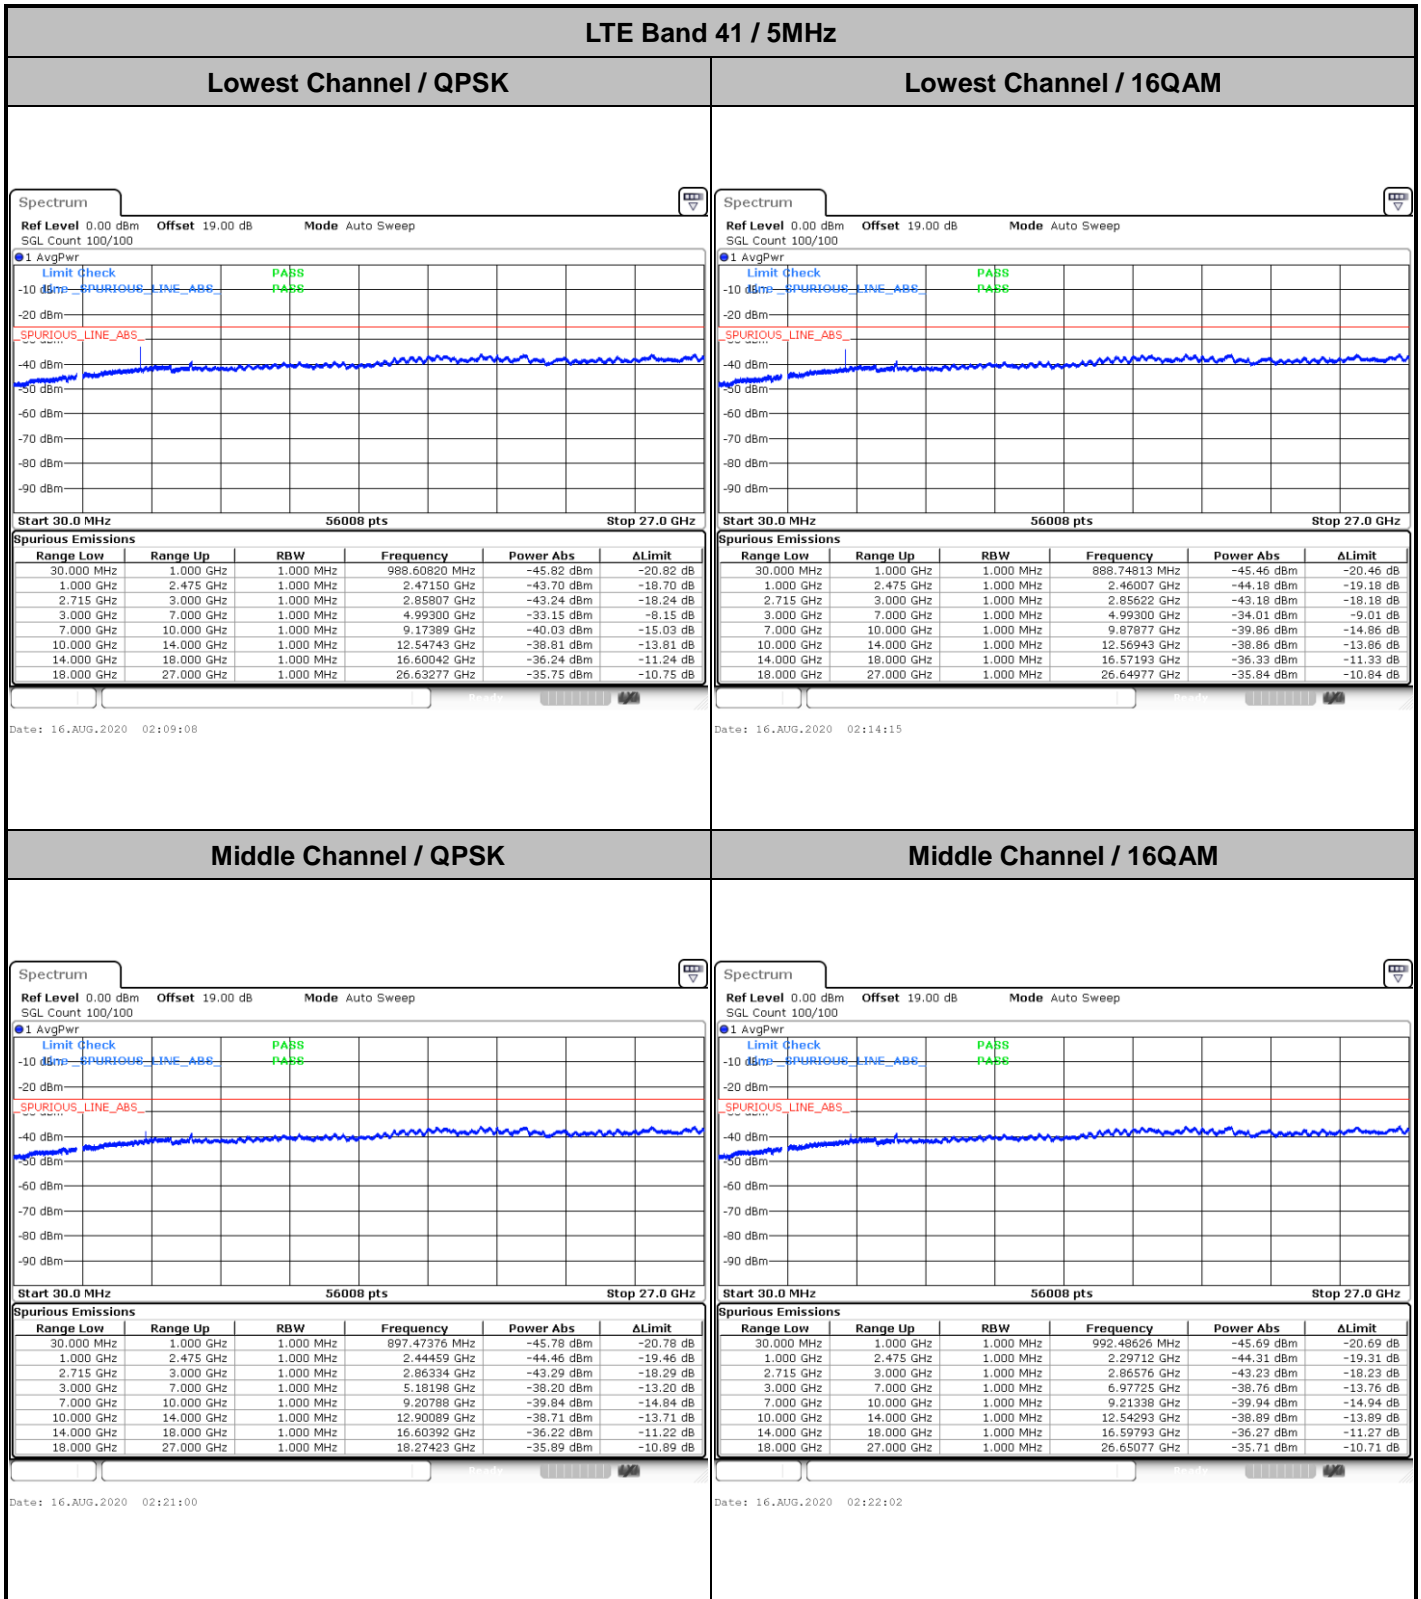 LTE Band 41 / 5MHz
Lowest Channel / QPSK
Lowest Channel / 16QAM
Spectrum
Ref Level 0.00 dBm Offset 19.00 dB Mode Auto Sweep
SGL Count 100/100
1 AvgPwr
Limit Check PASS
Line _SPURIOUS_LINE_ABS_ PASS
-10 dBm
-20 dBm
_SPURIOUS_LINE_ABS_
-40 dBm
-50 dBm
-60 dBm
-70 dBm
-80 dBm
-90 dBm
Start 30.0 MHz 56008 pts Stop 27.0 GHz
Spurious Emissions
Range Low Range Up RBW Frequency Power Abs ΔLimit
30.000 MHz 1.000 GHz 1.000 MHz 988.60820 MHz -45.82 dBm -20.82 dB
1.000 GHz 2.475 GHz 1.000 MHz 2.47150 GHz -43.70 dBm -18.70 dB
2.715 GHz 3.000 GHz 1.000 MHz 2.85807 GHz -43.24 dBm -18.24 dB
3.000 GHz 7.000 GHz 1.000 MHz 4.99300 GHz -33.15 dBm -8.15 dB
7.000 GHz 10.000 GHz 1.000 MHz 9.17389 GHz -40.03 dBm -15.03 dB
10.000 GHz 14.000 GHz 1.000 MHz 12.54743 GHz -38.81 dBm -13.81 dB
14.000 GHz 18.000 GHz 1.000 MHz 16.60042 GHz -36.24 dBm -11.24 dB
18.000 GHz 27.000 GHz 1.000 MHz 26.63277 GHz -35.75 dBm -10.75 dB
Ready
Date: 16.AUG.2020 02:09:08
Spectrum
Ref Level 0.00 dBm Offset 19.00 dB Mode Auto Sweep
SGL Count 100/100
1 AvgPwr
Limit Check PASS
Line _SPURIOUS_LINE_ABS_ PASS
-10 dBm
-20 dBm
_SPURIOUS_LINE_ABS_
-40 dBm
-50 dBm
-60 dBm
-70 dBm
-80 dBm
-90 dBm
Start 30.0 MHz 56008 pts Stop 27.0 GHz
Spurious Emissions
Range Low Range Up RBW Frequency Power Abs ΔLimit
30.000 MHz 1.000 GHz 1.000 MHz 888.74813 MHz -45.46 dBm -20.46 dB
1.000 GHz 2.475 GHz 1.000 MHz 2.46007 GHz -44.18 dBm -19.18 dB
2.715 GHz 3.000 GHz 1.000 MHz 2.85622 GHz -43.18 dBm -18.18 dB
3.000 GHz 7.000 GHz 1.000 MHz 4.99300 GHz -34.01 dBm -9.01 dB
7.000 GHz 10.000 GHz 1.000 MHz 9.87877 GHz -39.86 dBm -14.86 dB
10.000 GHz 14.000 GHz 1.000 MHz 12.56943 GHz -38.86 dBm -13.86 dB
14.000 GHz 18.000 GHz 1.000 MHz 16.57193 GHz -36.33 dBm -11.33 dB
18.000 GHz 27.000 GHz 1.000 MHz 26.64977 GHz -35.84 dBm -10.84 dB
Ready
Date: 16.AUG.2020 02:14:15
Middle Channel / QPSK
Middle Channel / 16QAM
Spectrum
Ref Level 0.00 dBm Offset 19.00 dB Mode Auto Sweep
SGL Count 100/100
1 AvgPwr
Limit Check PASS
Line _SPURIOUS_LINE_ABS_ PASS
-10 dBm
-20 dBm
_SPURIOUS_LINE_ABS_
-40 dBm
-50 dBm
-60 dBm
-70 dBm
-80 dBm
-90 dBm
Start 30.0 MHz 56008 pts Stop 27.0 GHz
Spurious Emissions
Range Low Range Up RBW Frequency Power Abs ΔLimit
30.000 MHz 1.000 GHz 1.000 MHz 897.47376 MHz -45.78 dBm -20.78 dB
1.000 GHz 2.475 GHz 1.000 MHz 2.44459 GHz -44.46 dBm -19.46 dB
2.715 GHz 3.000 GHz 1.000 MHz 2.86334 GHz -43.29 dBm -18.29 dB
3.000 GHz 7.000 GHz 1.000 MHz 5.18198 GHz -38.20 dBm -13.20 dB
7.000 GHz 10.000 GHz 1.000 MHz 9.20788 GHz -39.84 dBm -14.84 dB
10.000 GHz 14.000 GHz 1.000 MHz 12.90089 GHz -38.71 dBm -13.71 dB
14.000 GHz 18.000 GHz 1.000 MHz 16.60392 GHz -36.22 dBm -11.22 dB
18.000 GHz 27.000 GHz 1.000 MHz 18.27423 GHz -35.89 dBm -10.89 dB
Ready
Date: 16.AUG.2020 02:21:00
Spectrum
Ref Level 0.00 dBm Offset 19.00 dB Mode Auto Sweep
SGL Count 100/100
1 AvgPwr
Limit Check PASS
Line _SPURIOUS_LINE_ABS_ PASS
-10 dBm
-20 dBm
_SPURIOUS_LINE_ABS_
-40 dBm
-50 dBm
-60 dBm
-70 dBm
-80 dBm
-90 dBm
Start 30.0 MHz 56008 pts Stop 27.0 GHz
Spurious Emissions
Range Low Range Up RBW Frequency Power Abs ΔLimit
30.000 MHz 1.000 GHz 1.000 MHz 992.48626 MHz -45.69 dBm -20.69 dB
1.000 GHz 2.475 GHz 1.000 MHz 2.29712 GHz -44.31 dBm -19.31 dB
2.715 GHz 3.000 GHz 1.000 MHz 2.86576 GHz -43.23 dBm -18.23 dB
3.000 GHz 7.000 GHz 1.000 MHz 6.97725 GHz -38.76 dBm -13.76 dB
7.000 GHz 10.000 GHz 1.000 MHz 9.21338 GHz -39.94 dBm -14.94 dB
10.000 GHz 14.000 GHz 1.000 MHz 12.54293 GHz -38.89 dBm -13.89 dB
14.000 GHz 18.000 GHz 1.000 MHz 16.59793 GHz -36.27 dBm -11.27 dB
18.000 GHz 27.000 GHz 1.000 MHz 26.65077 GHz -35.71 dBm -10.71 dB
Ready
Date: 16.AUG.2020 02:22:02